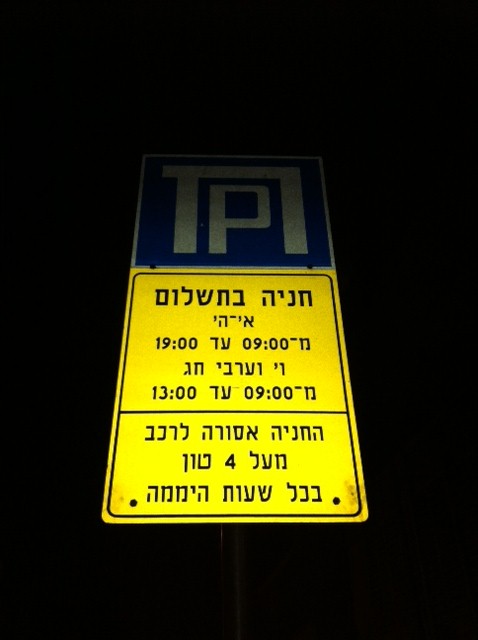 P
חניה בתשלום
א׳־ה׳
מ־09:00 עד 19:00
ו׳ וערבי חג
מ־09:00 עד 13:00
החניה אסורה לרכב
מעל 4 טון
בכל שעות היממה